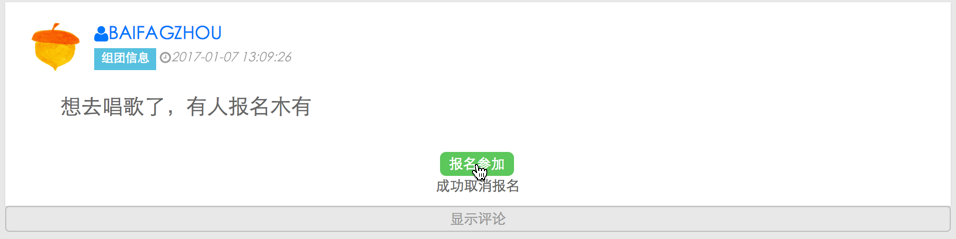 BAIFAGZHOU
组团信息 2017-01-07 13:09:26
想去唱歌了，有人报名木有
报名参加
成功取消报名
显示评论